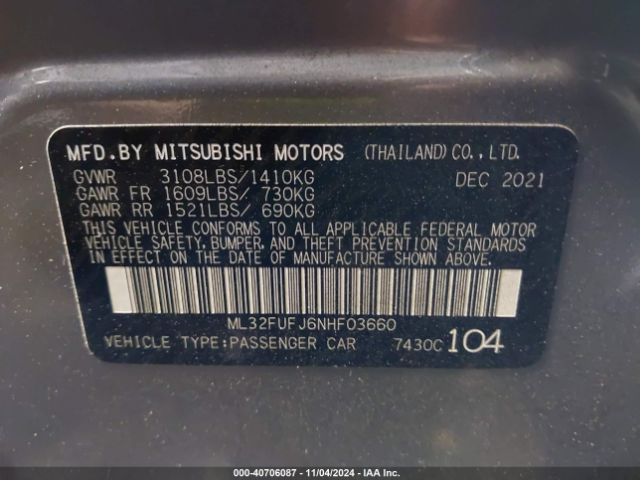 MFD.BY MITSUBISHI MOTORS (THAILAND) CO., LTD.
GVWR 3108LBS/1410KG DEC 2021
GAWR FR 1609LBS/ 730KG
GAWR RR 1521LBS/ 690KG
THIS VEHICLE CONFORMS TO ALL APPLICABLE FEDERAL MOTOR
VEHICLE SAFETY, BUMPER, AND THEFT PREVENTION STANDARDS
IN EFFECT ON THE DATE OF MANUFACTURE SHOWN ABOVE.
ML32FUFJ6NHF03660
VEHICLE TYPE:PASSENGER CAR 7430C 104
000-40706087 - 11/04/2024 - IAA Inc.